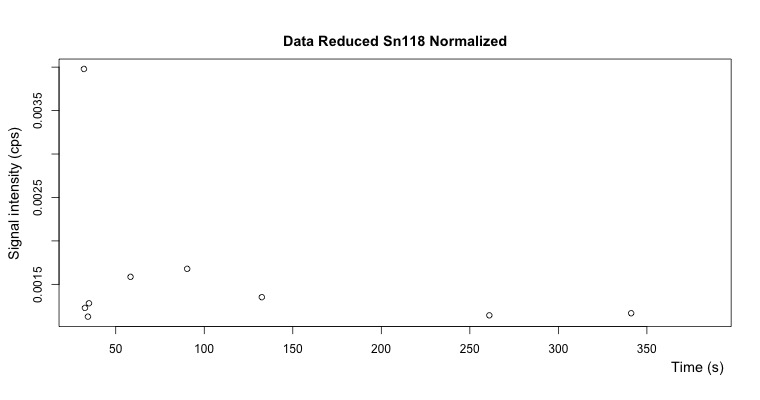 Data Reduced Sn118 Normalized
Signal intensity (cps)
0.0035
0.0025
0.0015
50 100 150 200 250 300 350
Time (s)